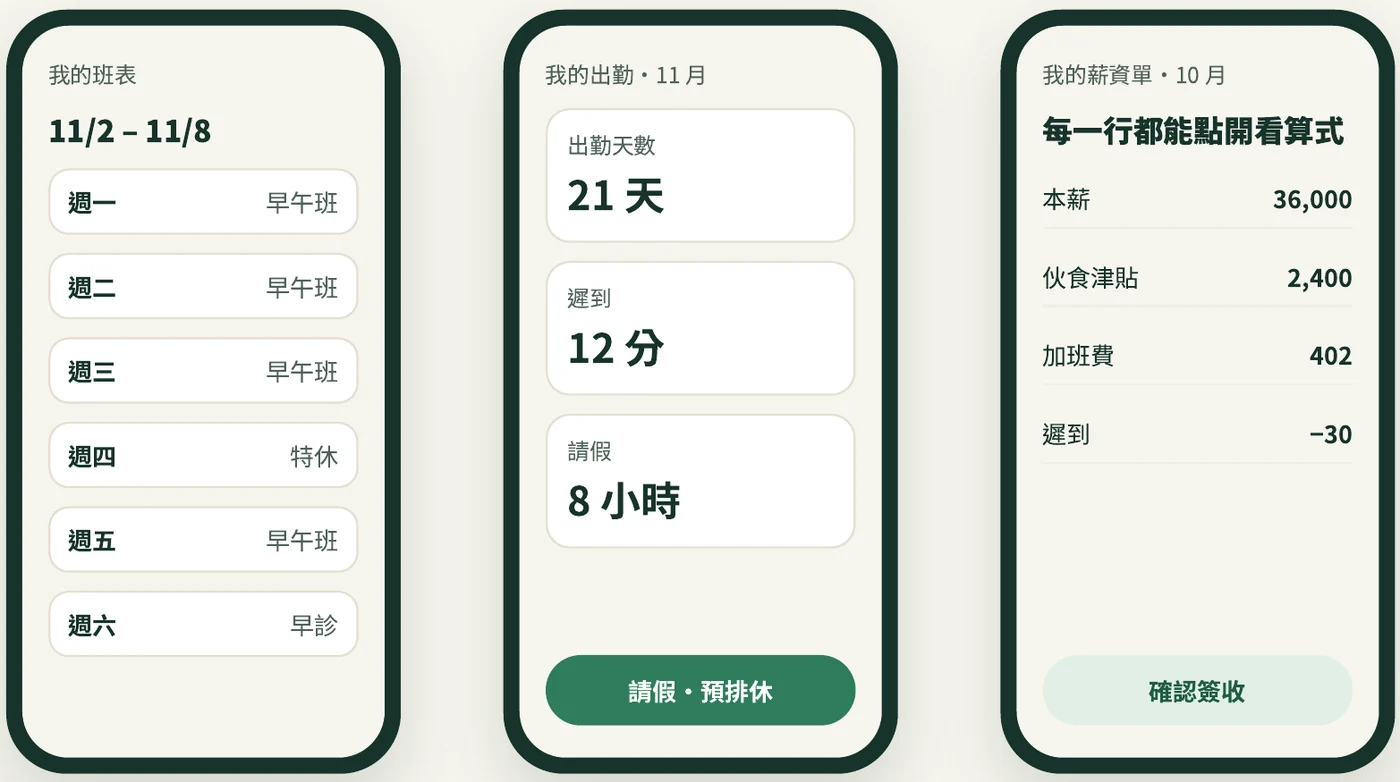 我的班表
11/2 – 11/8
週一 早午班
週二 早午班
週三 早午班
週四 特休
週五 早午班
週六 早診
我的出勤・11 月
出勤天數
21 天
遲到
12 分
請假
8 小時
請假・預排休
我的薪資單・10 月
每一行都能點開看算式
本薪 36,000
伙食津貼 2,400
加班費 402
遲到 −30
確認簽收